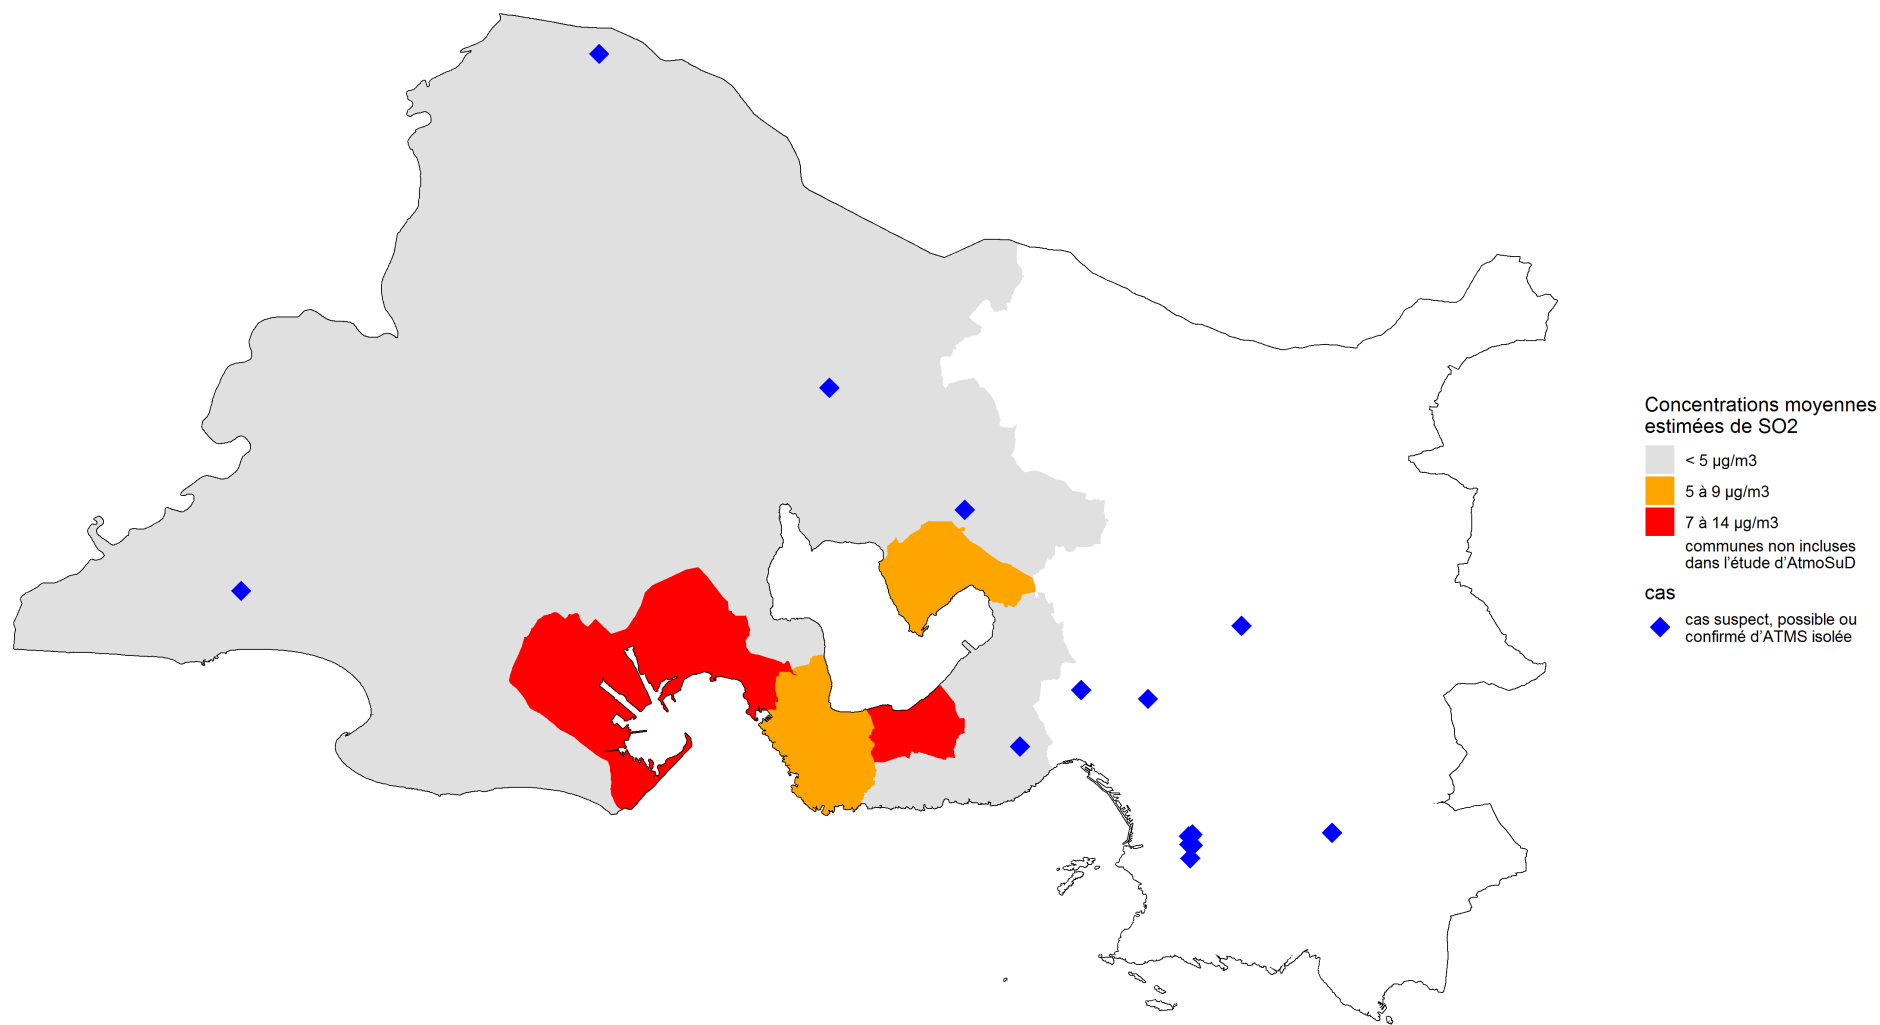 Concentrations moyennes
estimées de SO2
< 5 µg/m3
5 à 9 µg/m3
7 à 14 µg/m3
communes non incluses
dans l'étude d'AtmoSuD
cas
cas suspect, possible ou
confirmé d'ATMS isolée